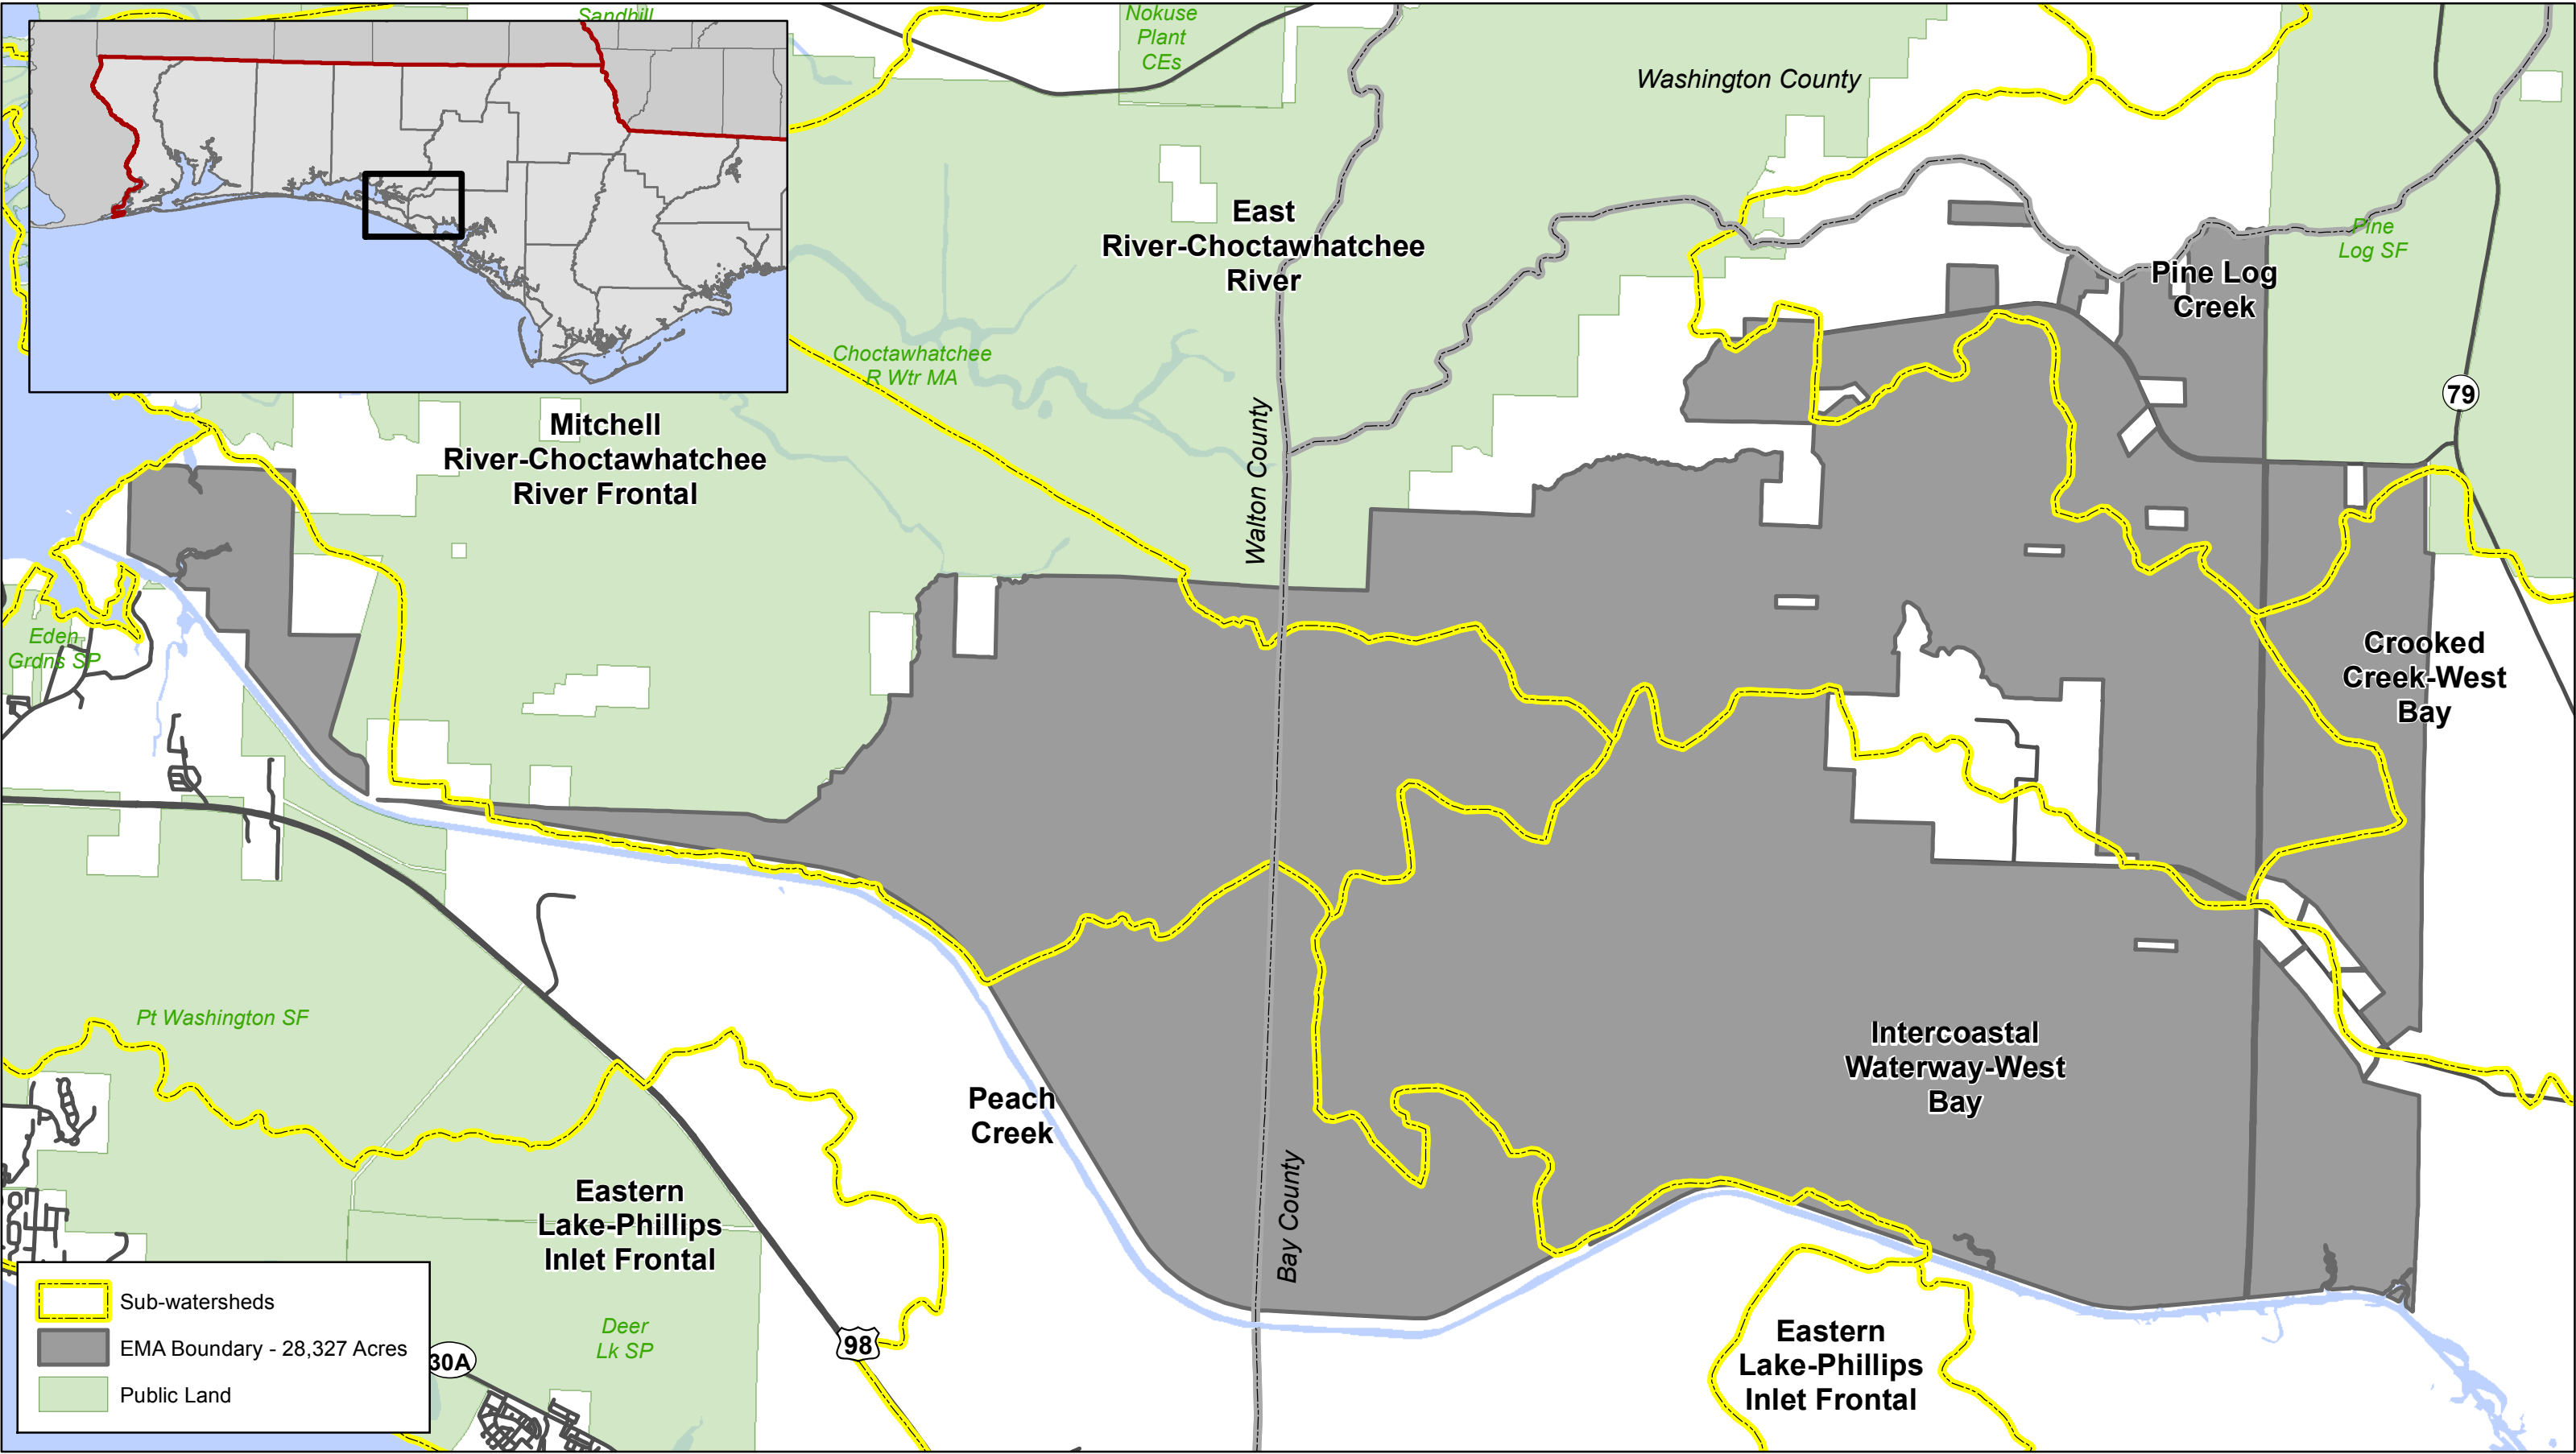 Sandhill
Nokuse
Plant
CEs
Washington County
East
River-Choctawhatchee
River
Pine
Log SF
Pine Log
Creek
Choctawhatchee
R Wtr MA
79
Mitchell
River-Choctawhatchee
River Frontal
Walton County
Eden
Grdns SP
Crooked
Creek-West
Bay
Pt Washington SF
Intercoastal
Waterway-West
Bay
Peach
Creek
Bay County
Eastern
Lake-Phillips
Inlet Frontal
Deer
Lk SP
98
30A
Eastern
Lake-Phillips
Inlet Frontal
Sub-watersheds
EMA Boundary - 28,327 Acres
Public Land